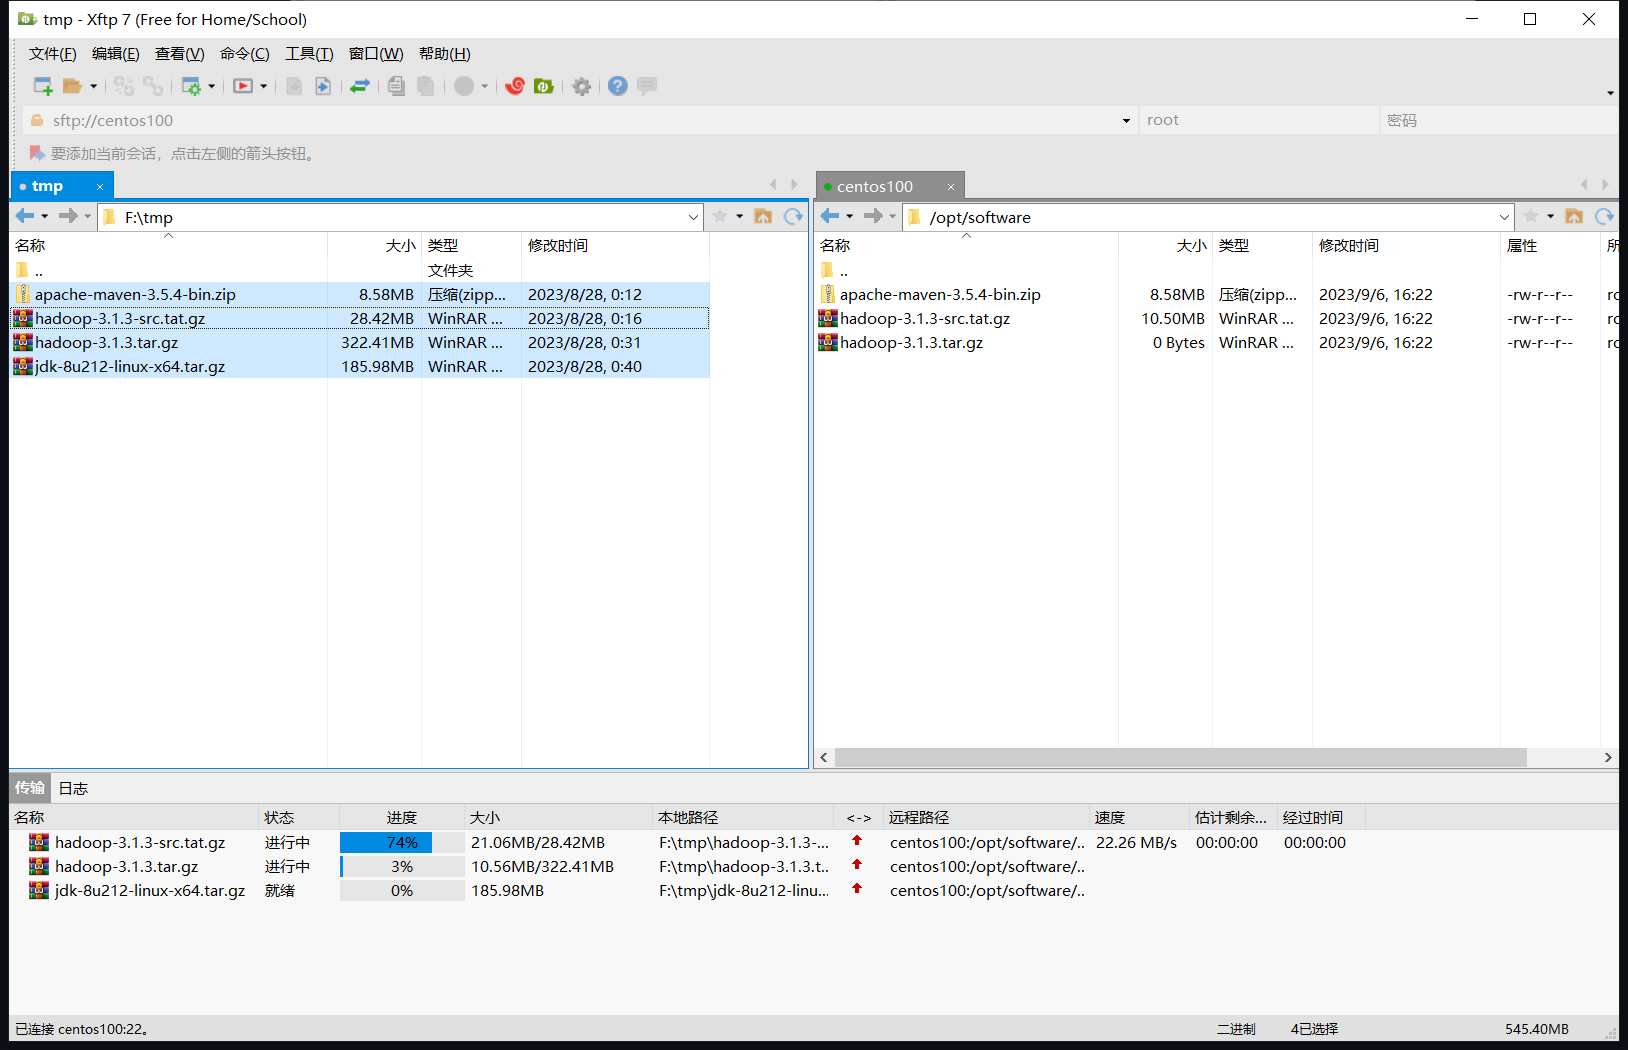 tmp - Xftp 7 (Free for Home/School)
文件(F) 编辑(E) 查看(V) 命令(C) 工具(T) 窗口(W) 帮助(H)
sftp://centos100 root 密码
要添加当前会话，点击左侧的箭头按钮。
tmp × centos100 ×
F:\tmp /opt/software
名称 大小 类型 修改时间
.. 文件夹
apache-maven-3.5.4-bin.zip 8.58MB 压缩(zipp... 2023/8/28, 0:12
hadoop-3.1.3-src.tat.gz 28.42MB WinRAR ... 2023/8/28, 0:16
hadoop-3.1.3.tar.gz 322.41MB WinRAR ... 2023/8/28, 0:31
jdk-8u212-linux-x64.tar.gz 185.98MB WinRAR ... 2023/8/28, 0:40
名称 大小 类型 修改时间 属性 所
..
apache-maven-3.5.4-bin.zip 8.58MB 压缩(zipp... 2023/9/6, 16:22 -rw-r--r-- rc
hadoop-3.1.3-src.tat.gz 10.50MB WinRAR ... 2023/9/6, 16:22 -rw-r--r-- rc
hadoop-3.1.3.tar.gz 0 Bytes WinRAR ... 2023/9/6, 16:22 -rw-r--r-- rc
传输 日志
名称 状态 进度 大小 本地路径 <-> 远程路径 速度 估计剩余... 经过时间
hadoop-3.1.3-src.tat.gz 进行中 74% 21.06MB/28.42MB F:\tmp\hadoop-3.1.3-... centos100:/opt/software/.. 22.26 MB/s 00:00:00 00:00:00
hadoop-3.1.3.tar.gz 进行中 3% 10.56MB/322.41MB F:\tmp\hadoop-3.1.3.t... centos100:/opt/software/..
jdk-8u212-linux-x64.tar.gz 就绪 0% 185.98MB F:\tmp\jdk-8u212-linu... centos100:/opt/software/..
已连接 centos100:22。 二进制 4已选择 545.40MB